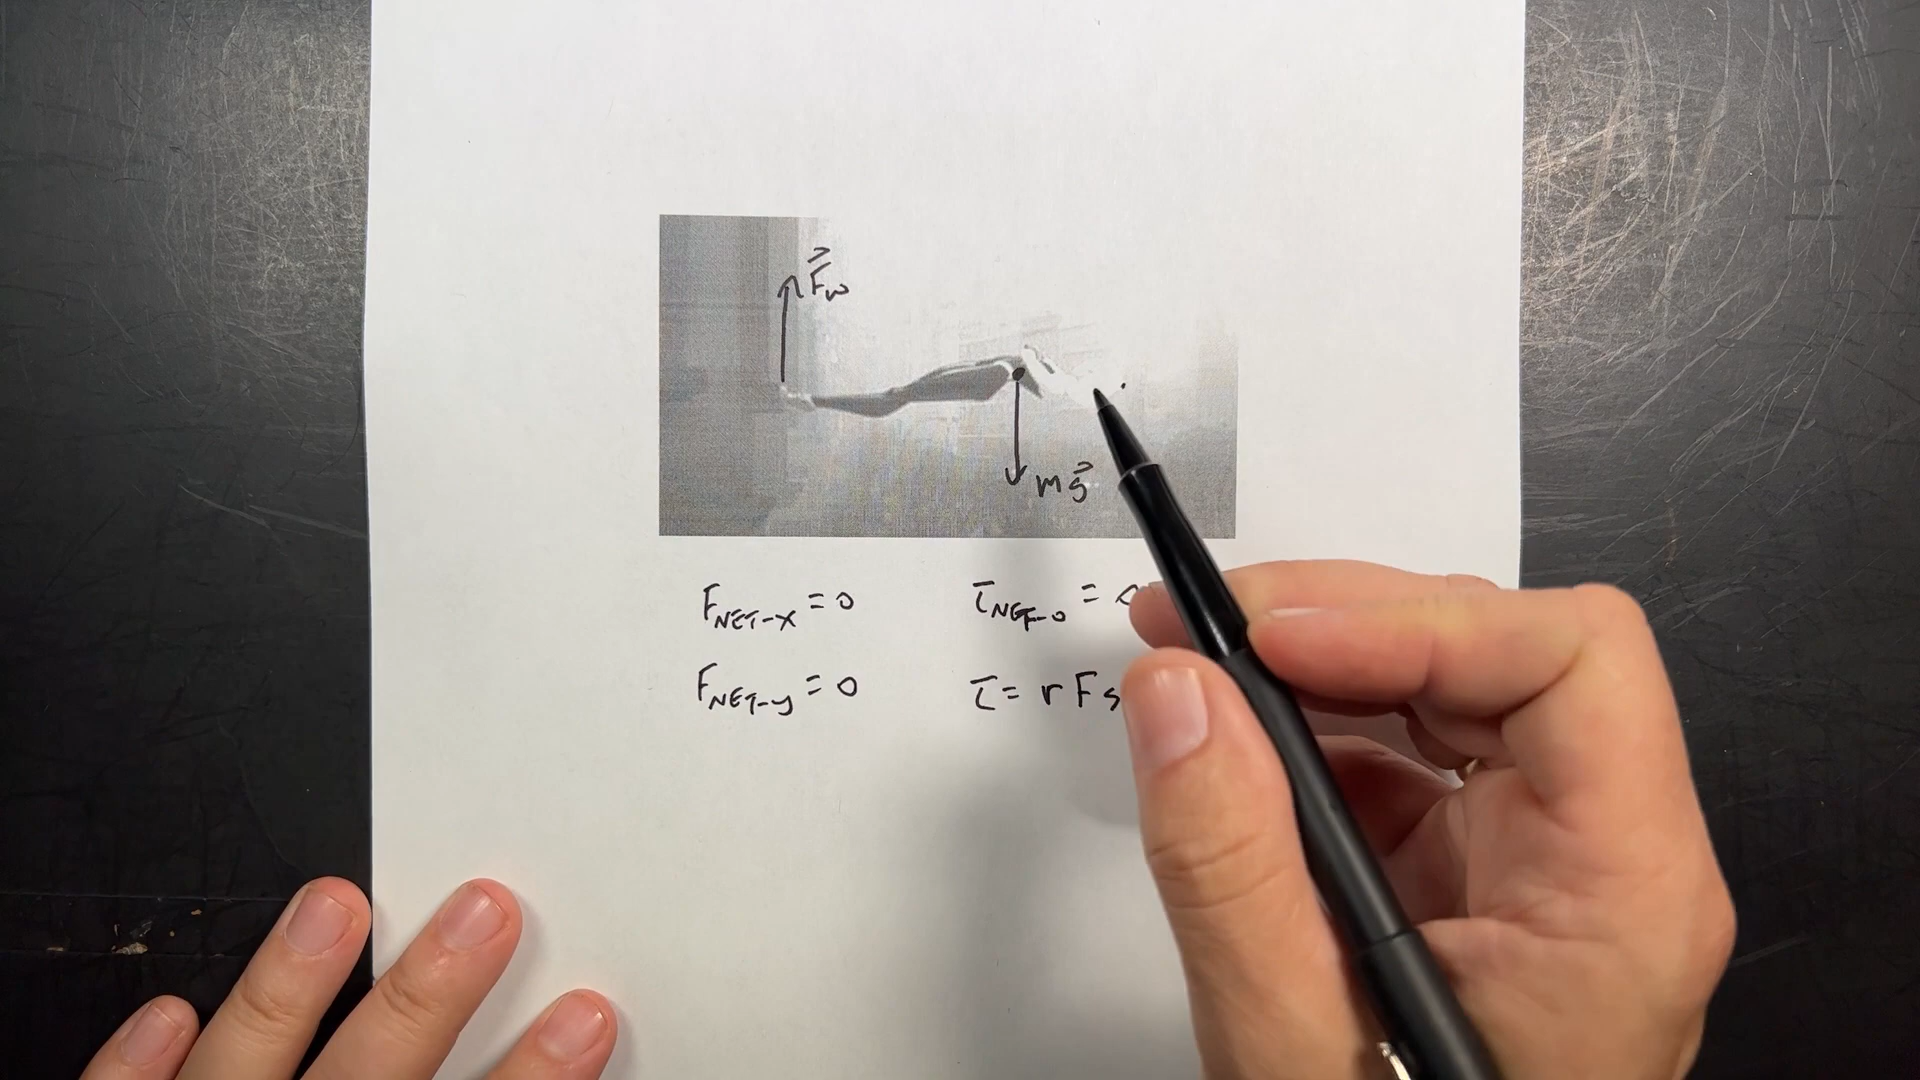 F⃗w
mg⃗
F_NET-x = 0
τ_NET-o = 0
F_NET-y = 0
τ = r F s